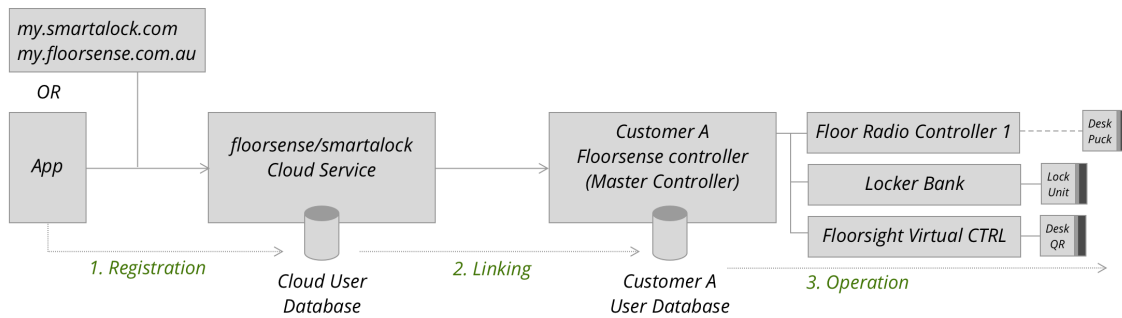 my.smartalock.com
my.floorsense.com.au
OR
App
floorsense/smartalock
Cloud Service
Customer A
Floorsense controller
(Master Controller)
Floor Radio Controller 1
Desk
Puck
Locker Bank
Lock
Unit
Floorsight Virtual CTRL
Desk
QR
1. Registration
Cloud User
Database
2. Linking
Customer A
User Database
3. Operation